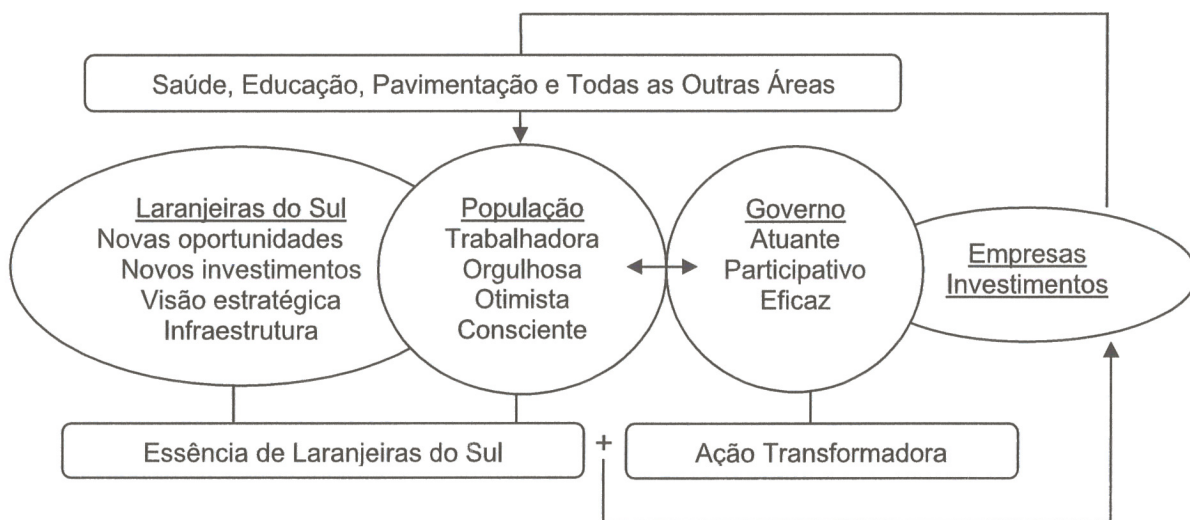 Saúde, Educação, Pavimentação e Todas as Outras Áreas
Laranjeiras do Sul
Novas oportunidades
Novos investimentos
Visão estratégica
Infraestrutura
População
Trabalhadora
Orgulhosa
Otimista
Consciente
Governo
Atuante
Participativo
Eficaz
Empresas
Investimentos
Essência de Laranjeiras do Sul
+
Ação Transformadora